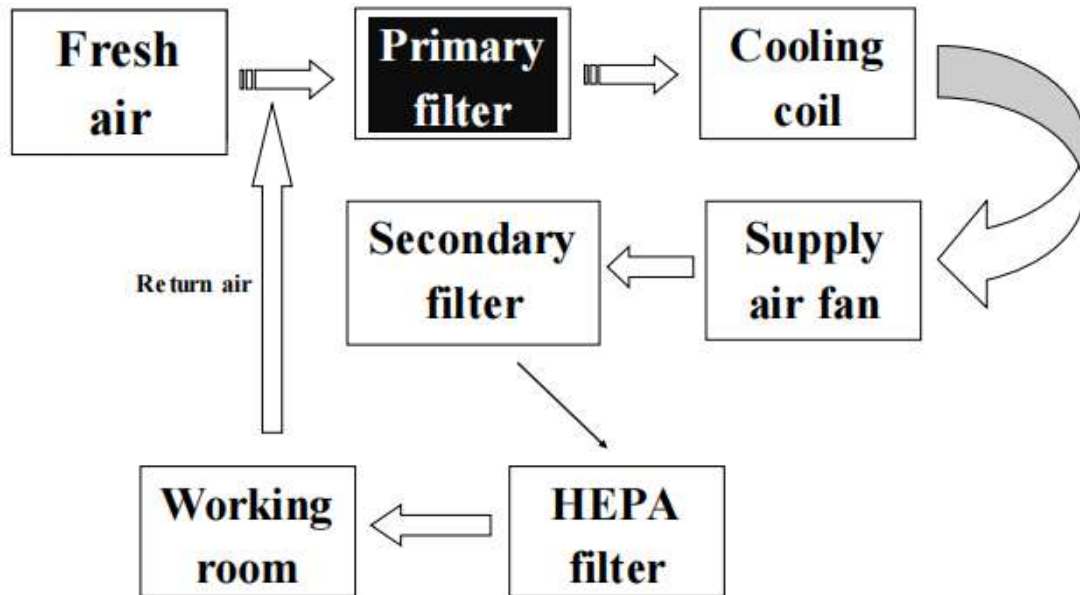 Fresh
air
Primary
filter
Cooling
coil
Supply
air fan
Secondary
filter
HEPA
filter
Working
room
Return air